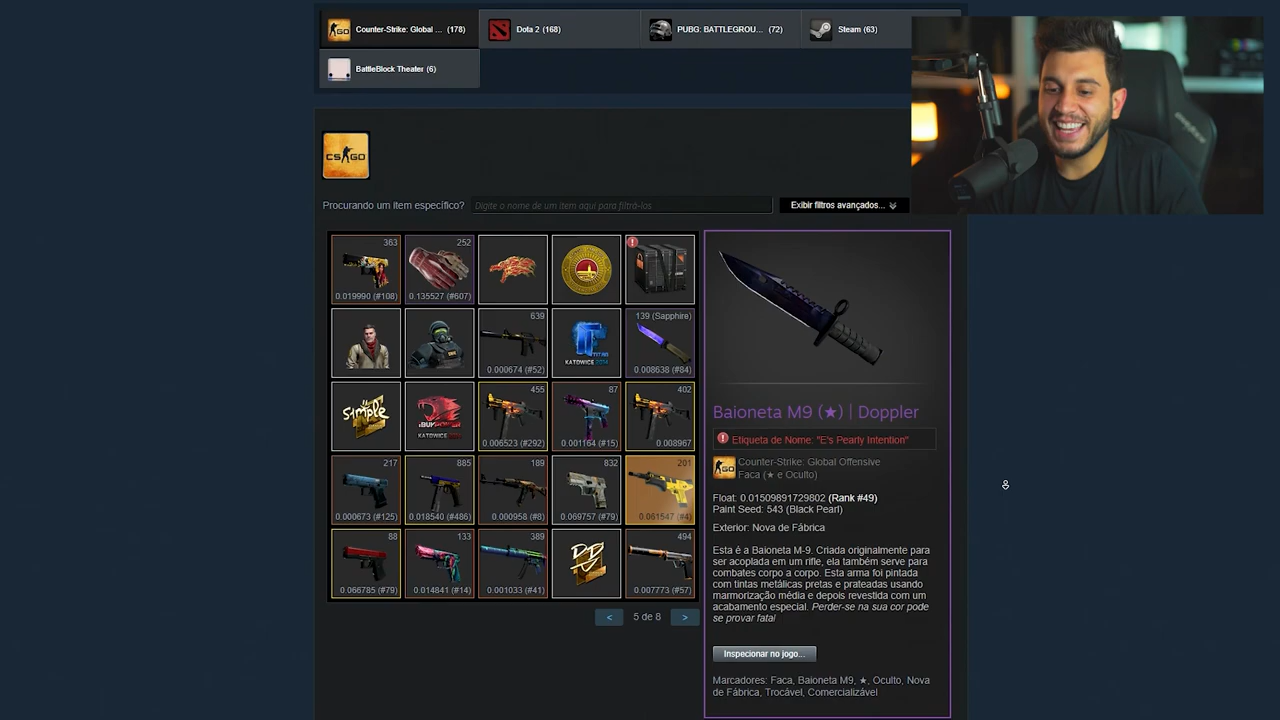 Counter-Strike: Global ... (178)
Dota 2 (168)
PUBG: BATTLEGROU... (72)
Steam (63)
BattleBlock Theater (6)
CS GO
Procurando um item específico?
Digite o nome de um item aqui para filtrá-los
Exibir filtros avançados...
363
0.019990 (#108)
252
0.135527 (#607)
639
0.000674 (#52)
TITAN
KATOWICE 2014
139 (Sapphire)
0.008638 (#84)
S1mple
iBUYPOWER
KATOWICE 2014
455
0.006523 (#292)
87
0.001164 (#15)
402
0.008967
217
0.000673 (#125)
885
0.018540 (#486)
189
0.000958 (#8)
832
0.069757 (#79)
201
0.061547 (#4)
88
0.066785 (#79)
133
0.014841 (#14)
389
0.001033 (#41)
494
0.007773 (#57)
< 5 de 8 >
Baioneta M9 (★) | Doppler
Etiqueta de Nome: "E's Pearly Intention"
Counter-Strike: Global Offensive
Faca (★ e Oculto)
Float: 0.01509891729802 (Rank #49)
Paint Seed: 543 (Black Pearl)
Exterior: Nova de Fábrica
Esta é a Baioneta M-9. Criada originalmente para
ser acoplada em um rifle, ela também serve para
combates corpo a corpo. Esta arma foi pintada
com tintas metálicas pretas e prateadas usando
marmorização média e depois revestida com um
acabamento especial. Perder-se na sua cor pode
se provar fatal
Inspecionar no jogo...
Marcadores: Faca, Baioneta M9, ★, Oculto, Nova
de Fábrica, Trocável, Comercializável